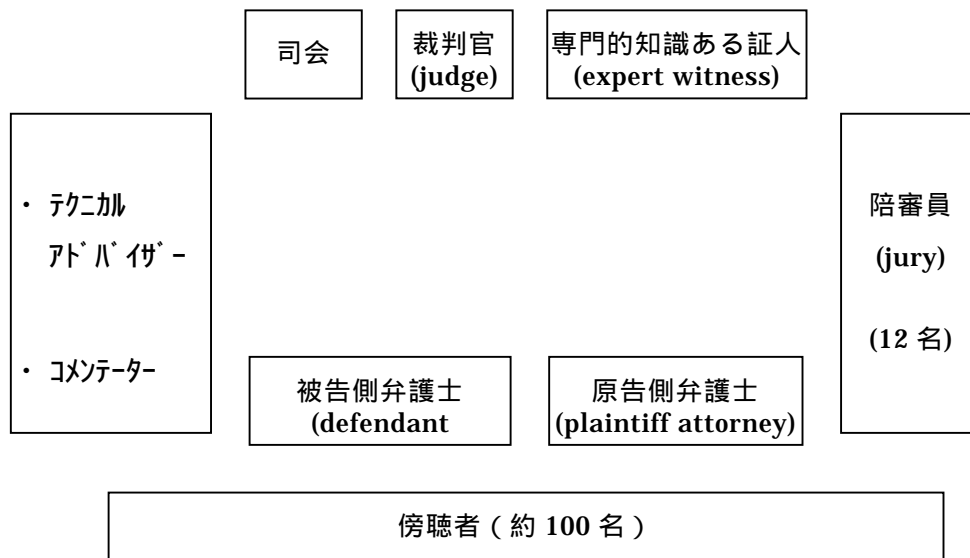 司会
裁判官
(judge)
専門的知識ある証人
(expert witness)
・ ﾃｸﾆｶﾙ
ｱﾄﾞﾊﾞｲｻﾞｰ
・ ｺﾒﾝﾃｰﾀｰ
陪審員
(jury)
(12 名)
被告側弁護士
(defendant
原告側弁護士
(plaintiff attorney)
傍聴者（約 100 名）